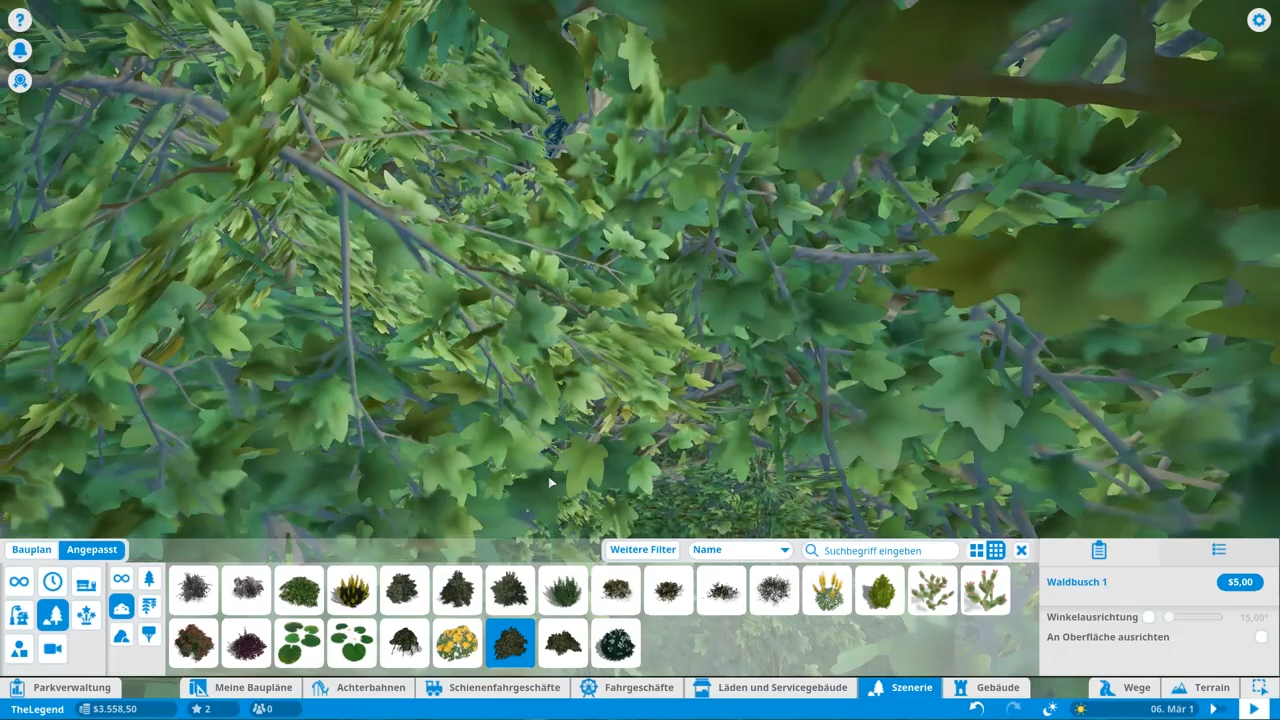 Bauplan
Angepasst
Weitere Filter
Name
Suchbegriff eingeben
Waldbusch 1
$5,00
Winkelausrichtung
15,00°
An Oberfläche ausrichten
Parkverwaltung
Meine Baupläne
Achterbahnen
Schienenfahrgeschäfte
Fahrgeschäfte
Läden und Servicegebäude
Szenerie
Gebäude
Wege
Terrain
TheLegend
$3.558,50
2
0
06. Mär 1